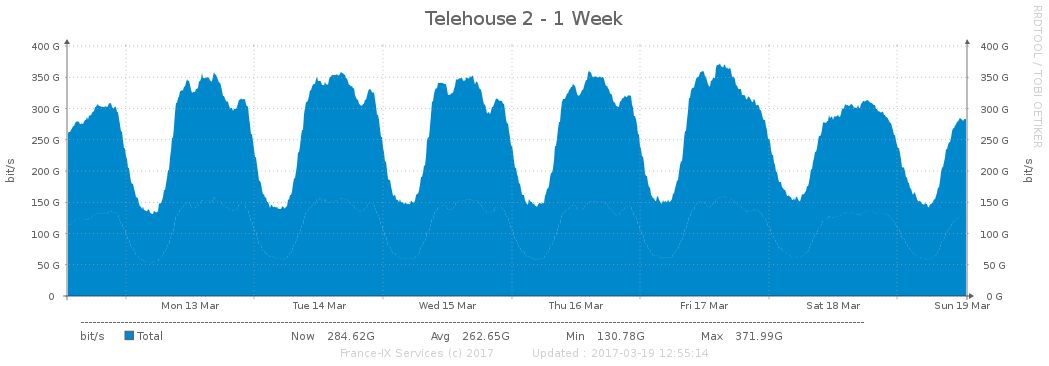 Telehouse 2 - 1 Week
RRDTOOL / TOBI OETIKER
400 G 400 G
350 G 350 G
300 G 300 G
250 G 250 G
200 G 200 G
150 G 150 G
100 G 100 G
50 G 50 G
0 0 G
bit/s bit/s
Mon 13 Mar Tue 14 Mar Wed 15 Mar Thu 16 Mar Fri 17 Mar Sat 18 Mar Sun 19 Mar
bit/s Total Now 284.62G Avg 262.65G Min 130.78G Max 371.99G
France-IX Services (c) 2017 Updated : 2017-03-19 12:55:14